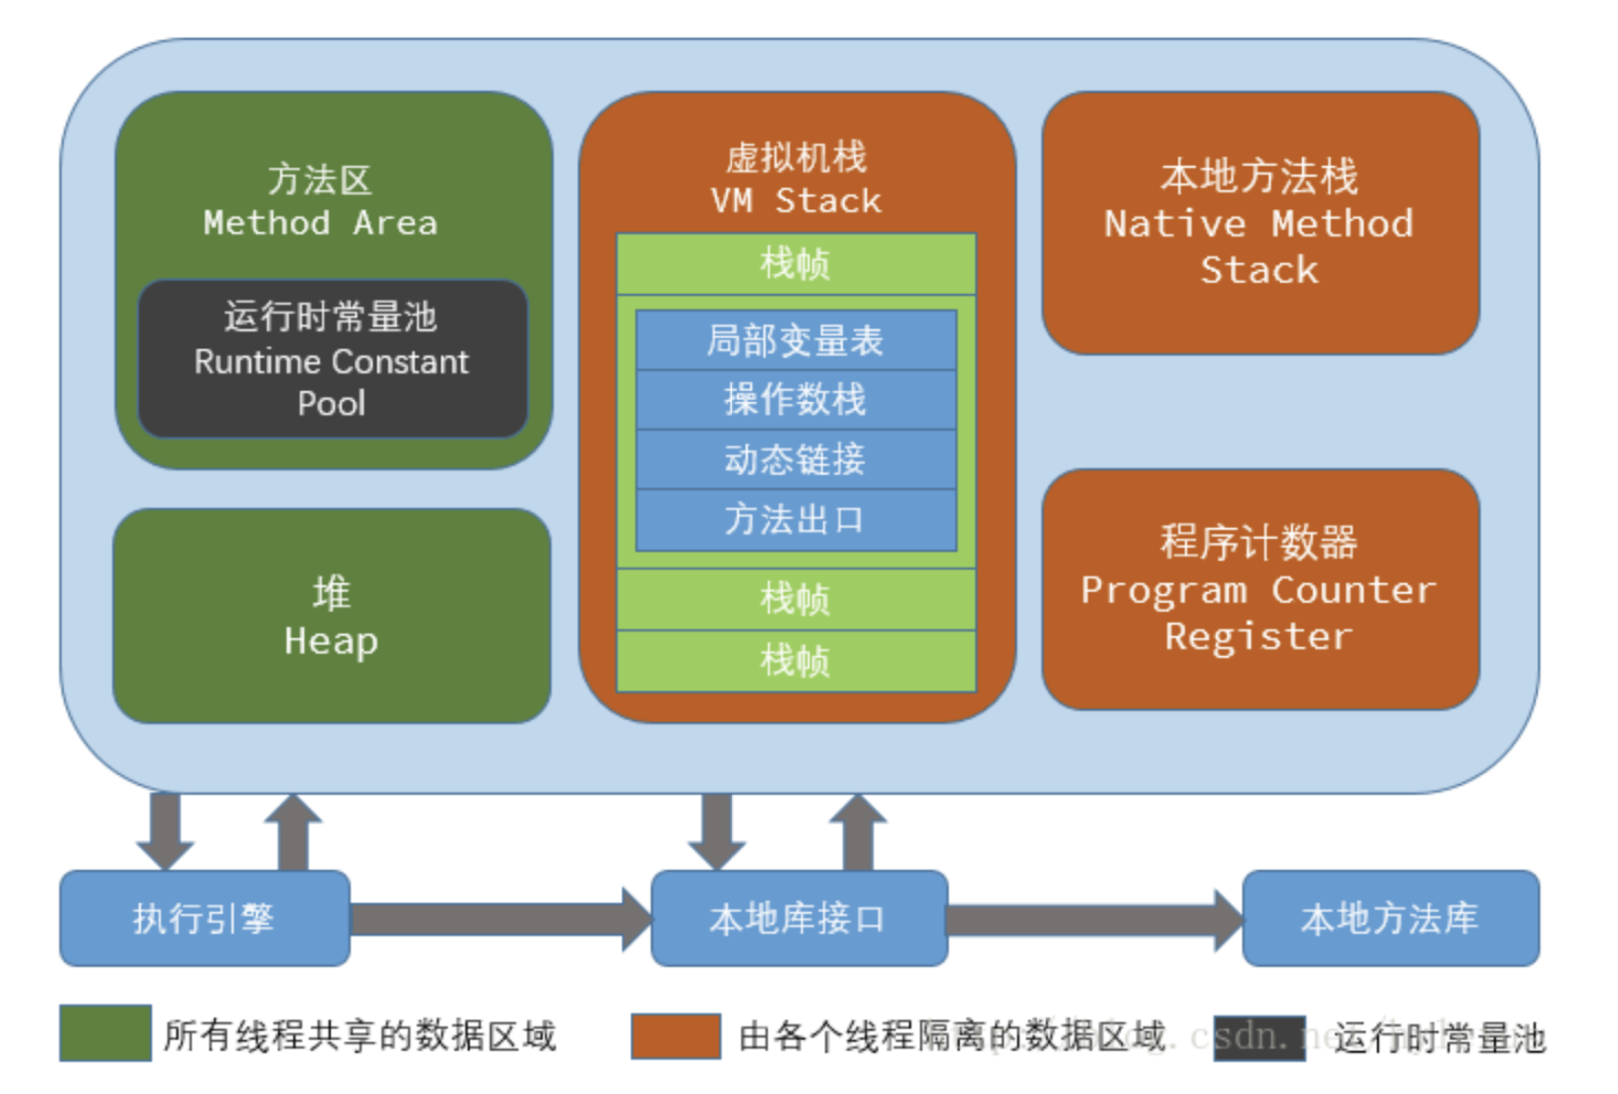 方法区
Method Area
运行时常量池
Runtime Constant
Pool
堆
Heap
虚拟机栈
VM Stack
栈帧
局部变量表
操作数栈
动态链接
方法出口
栈帧
栈帧
本地方法栈
Native Method
Stack
程序计数器
Program Counter
Register
执行引擎
本地库接口
本地方法库
所有线程共享的数据区域
由各个线程隔离的数据区域
运行时常量池